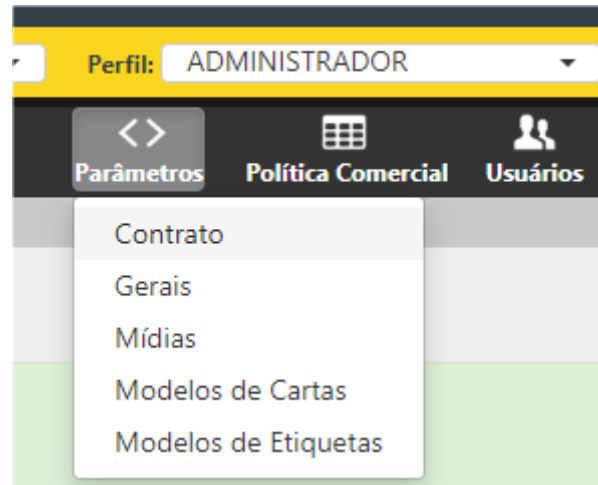 Perfil: ADMINISTRADOR
Parâmetros Política Comercial Usuários
Contrato
Gerais
Mídias
Modelos de Cartas
Modelos de Etiquetas